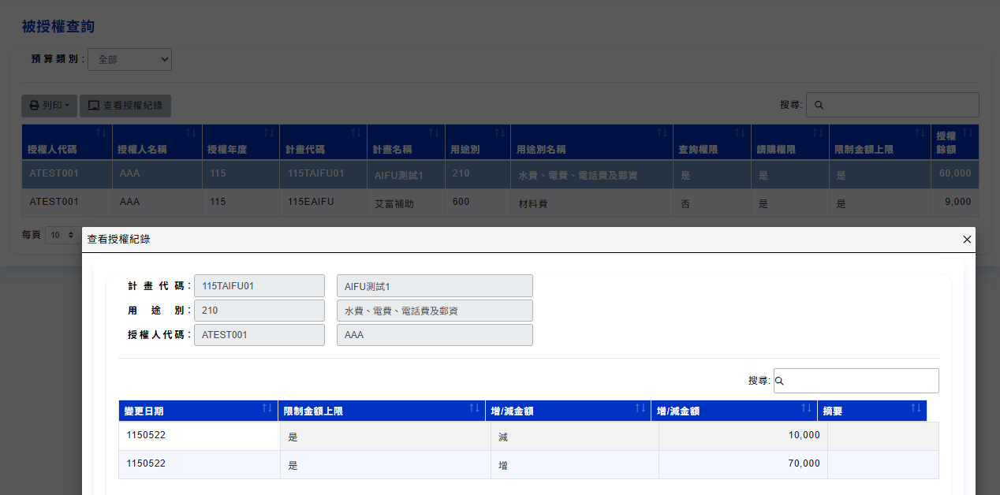 被授權查詢
預算類別: 全部
列印 查看授權紀錄 搜尋:
授權人代碼 授權人名稱 授權年度 計畫代碼 計畫名稱 用途別 用途別名稱 查詢權限 請購權限 限制金額上限 授權餘額
ATEST001 AAA 115 115TAIFU01 AIFU測試1 210 水費、電費、電話費及郵資 是 是 是 60,000
ATEST001 AAA 115 115EAIFU 艾富補助 600 材料費 否 是 是 9,000
每頁 10
查看授權紀錄
計畫代碼: 115TAIFU01 AIFU測試1
用途別: 210 水費、電費、電話費及郵資
授權人代碼: ATEST001 AAA
搜尋:
變更日期 限制金額上限 增/減金額 增/減金額 摘要
1150522 是 減 10,000
1150522 是 增 70,000